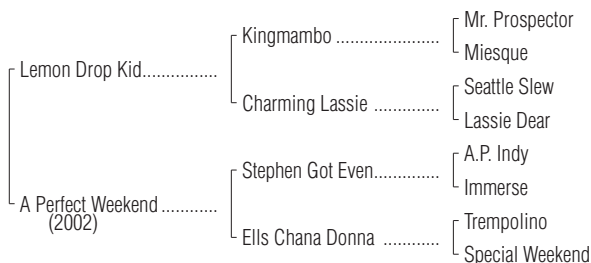 Mr. Prospector
Kingmambo .....................
Miesque
Lemon Drop Kid...............
Seattle Slew
Charming Lassie .............
Lassie Dear
A.P. Indy
Stephen Got Even.............
Immerse
A Perfect Weekend ...........
(2002)
Trempolino
Ells Chana Donna ...........
Special Weekend